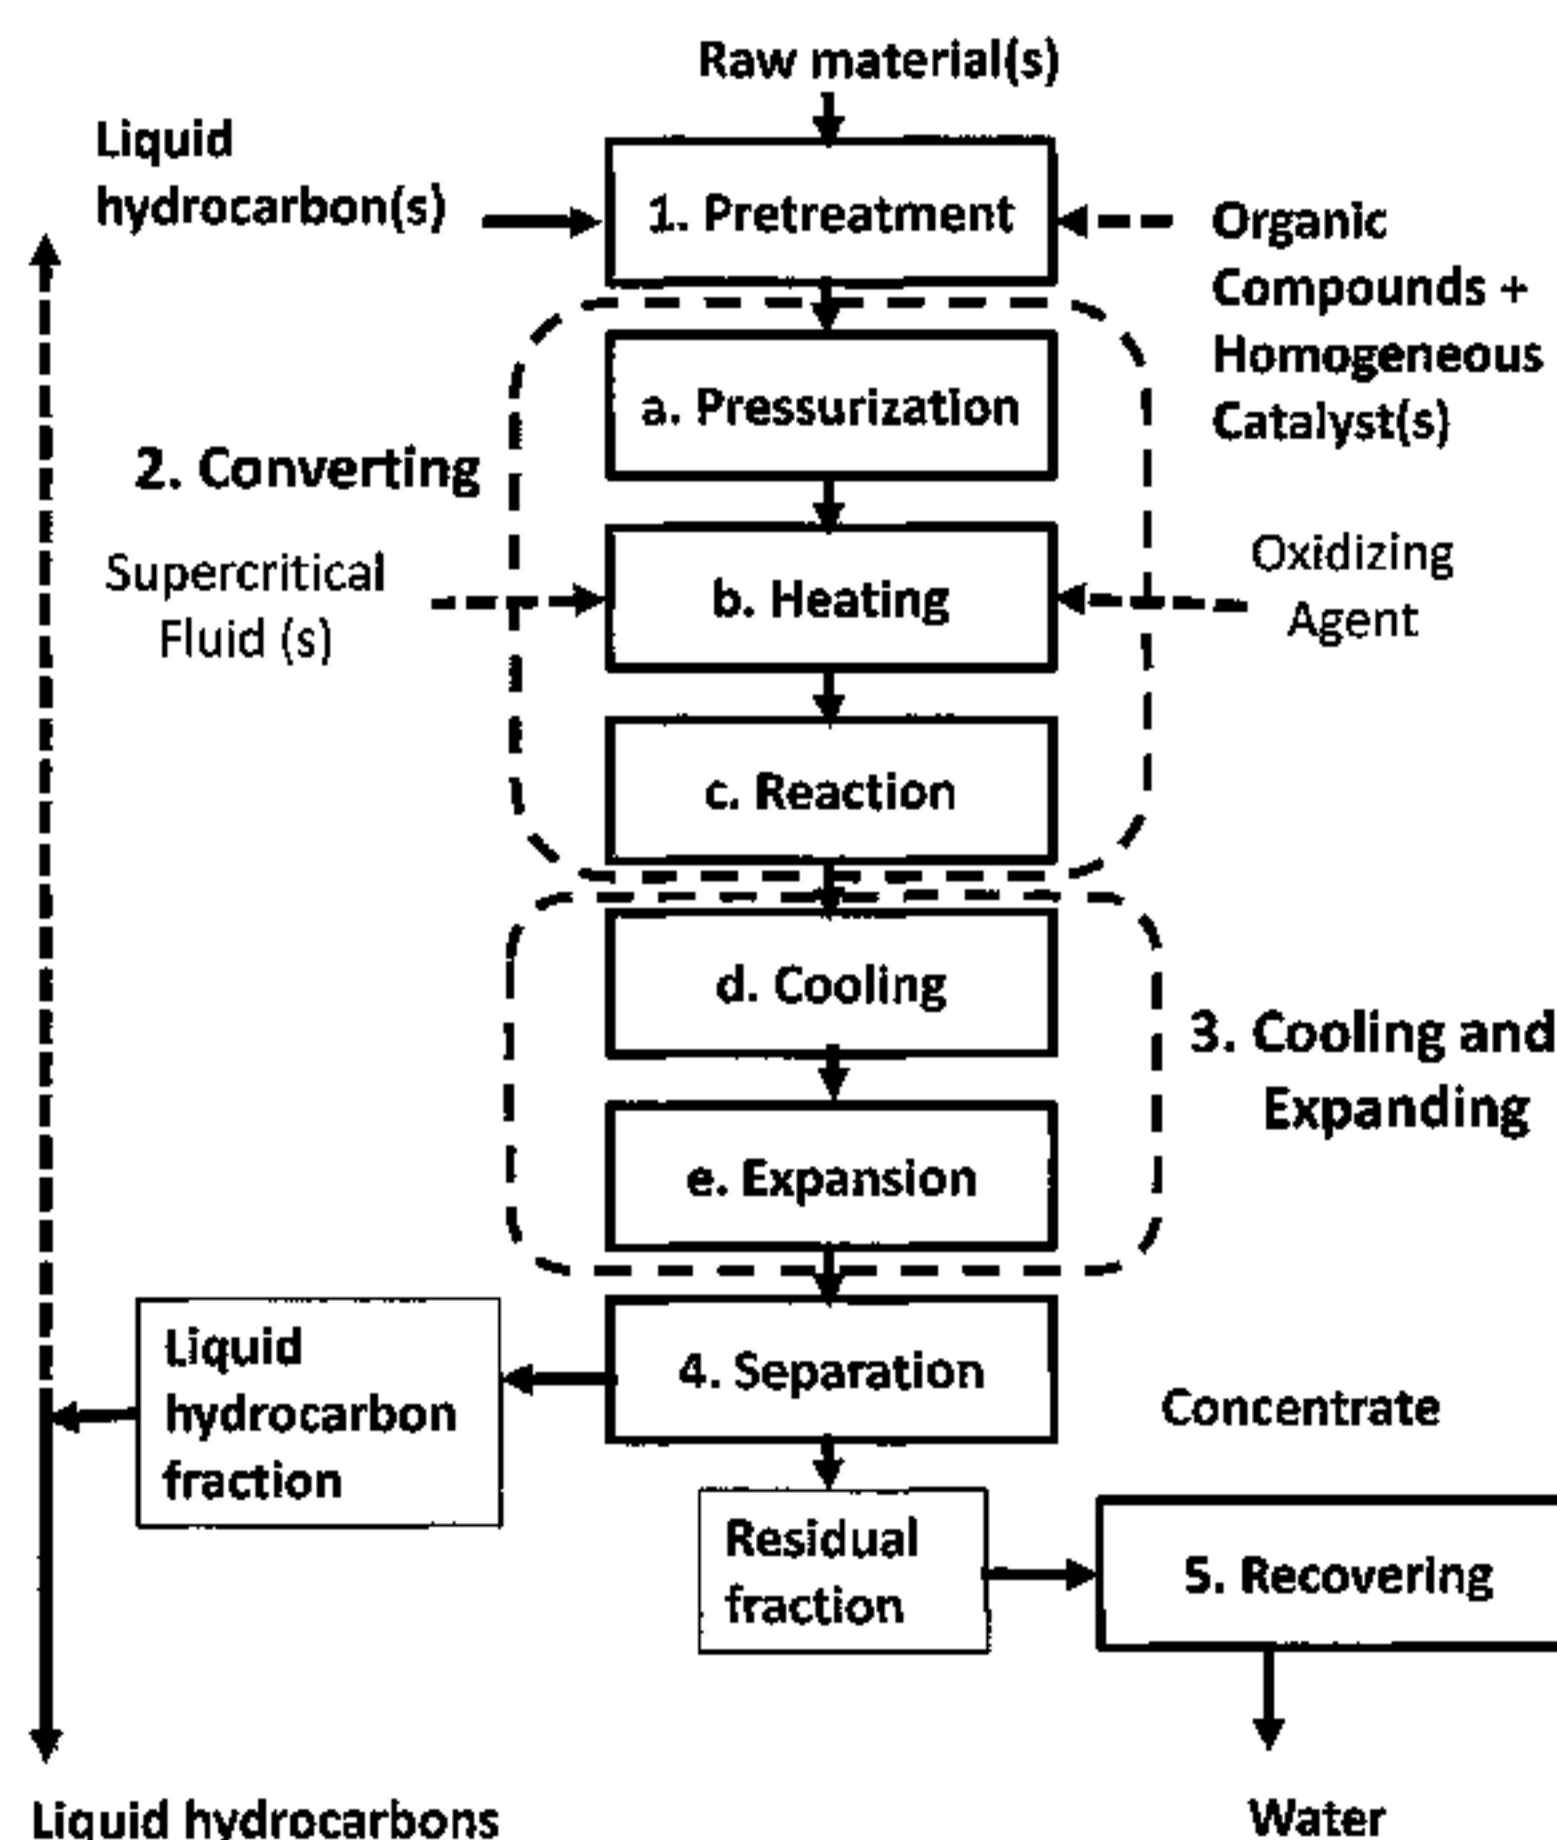 Raw material(s)
Liquid
hydrocarbon(s)
1. Pretreatment
Organic
Compounds +
Homogeneous
Catalyst(s)
a. Pressurization
2. Converting
Supercritical
Fluid (s)
b. Heating
Oxidizing
Agent
c. Reaction
d. Cooling
3. Cooling and
Expanding
e. Expansion
Liquid
hydrocarbon
fraction
4. Separation
Concentrate
Residual
fraction
5. Recovering
Liquid hydrocarbons
Water